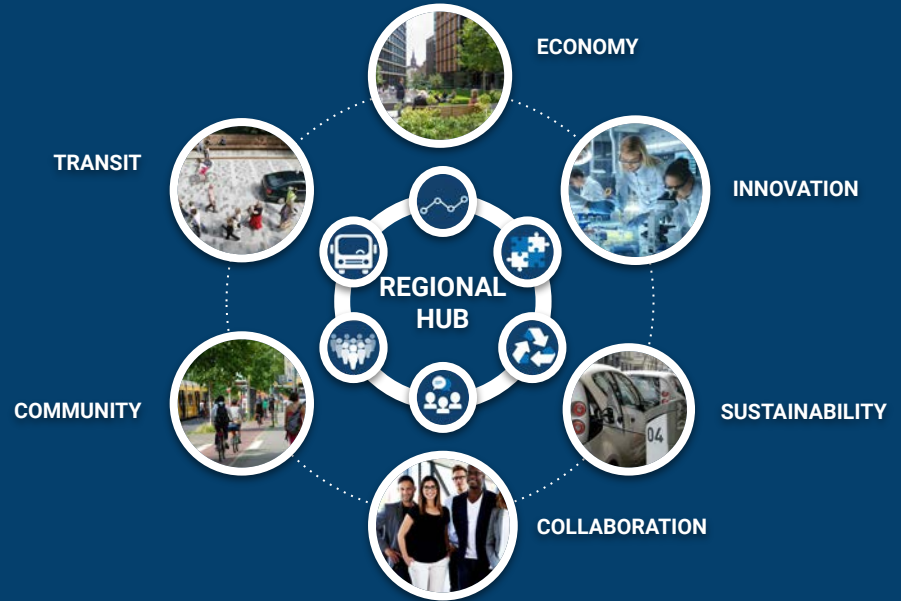 ECONOMY
TRANSIT
INNOVATION
REGIONAL
HUB
COMMUNITY
SUSTAINABILITY
04
COLLABORATION